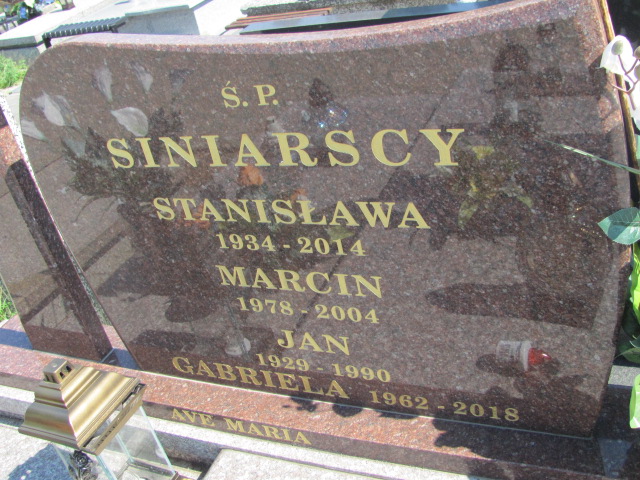 Ś. P.
SINIARSCY
STANISŁAWA
1934 - 2014
MARCIN
1978 - 2004
JAN
1929 - 1990
GABRIELA 1962 - 2018
AVE MARIA